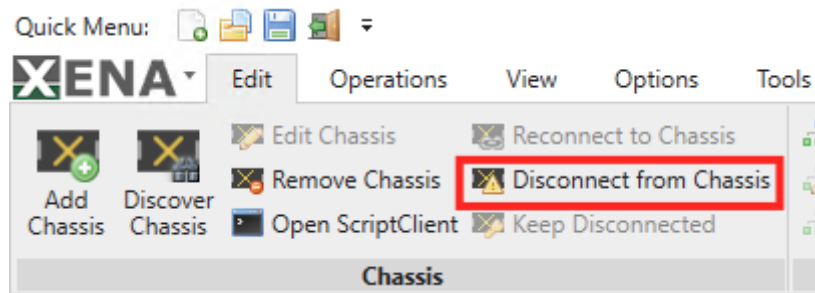 Quick Menu:
XENA Edit Operations View Options Tools
Edit Chassis Reconnect to Chassis
Remove Chassis Disconnect from Chassis
Add Chassis Discover Chassis Open ScriptClient Keep Disconnected
Chassis